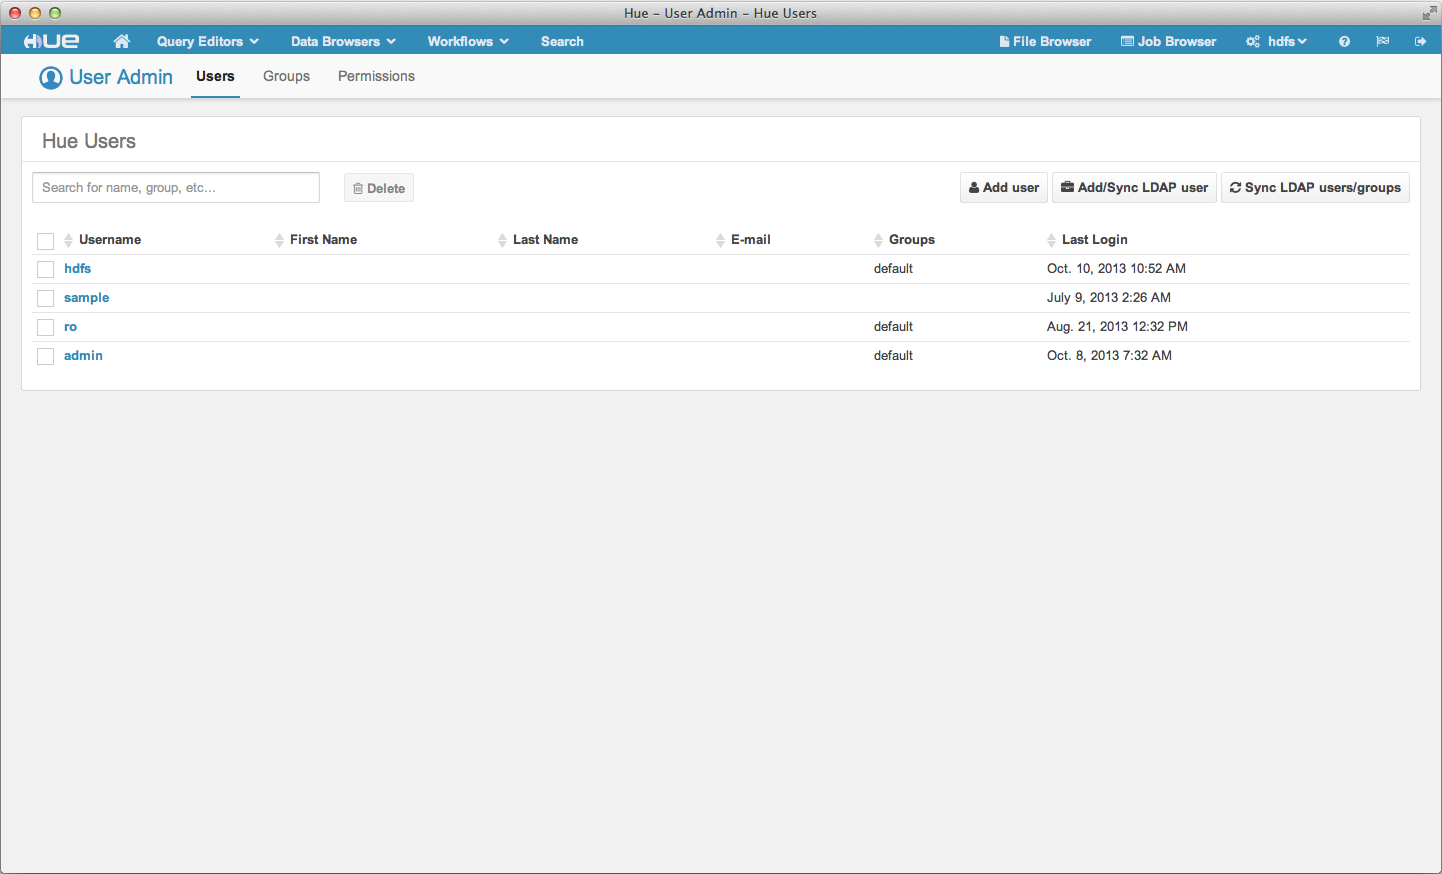 Hue – User Admin – Hue Users
HUE Query Editors Data Browsers Workflows Search File Browser Job Browser hdfs
User Admin Users Groups Permissions
Hue Users
Search for name, group, etc... Delete Add user Add/Sync LDAP user Sync LDAP users/groups
Username First Name Last Name E-mail Groups Last Login
hdfs default Oct. 10, 2013 10:52 AM
sample July 9, 2013 2:26 AM
ro default Aug. 21, 2013 12:32 PM
admin default Oct. 8, 2013 7:32 AM